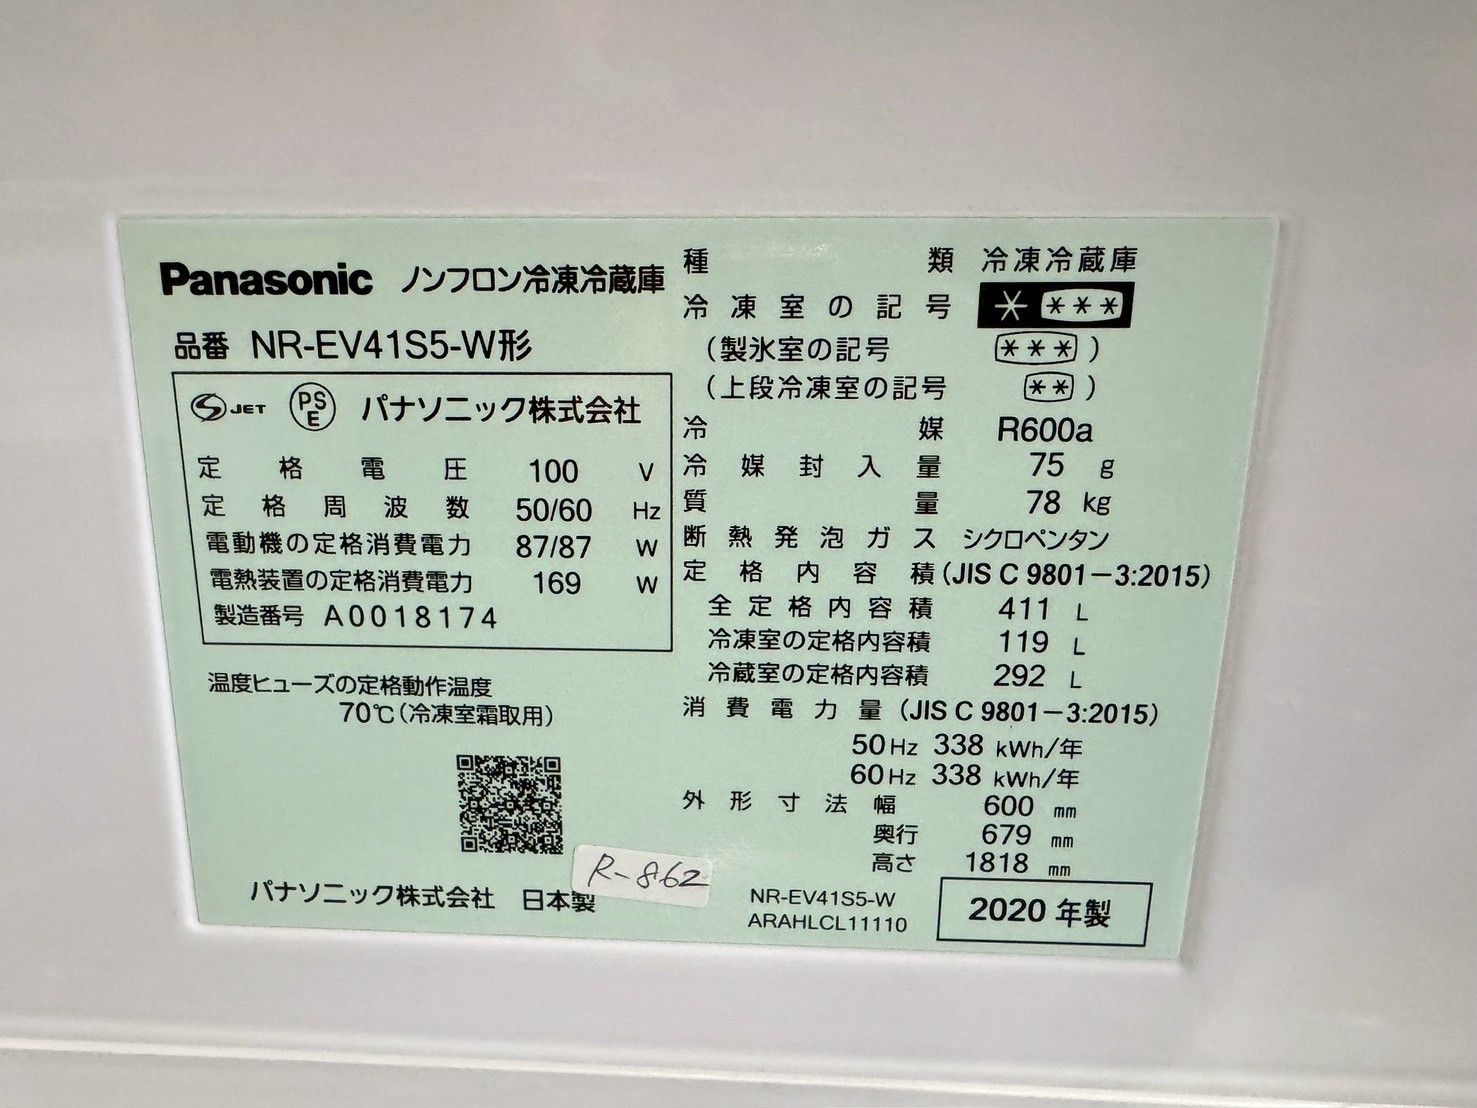 Panasonic ノンフロン冷凍冷蔵庫
品番 NR-EV41S5-W形
JET PSE パナソニック株式会社
定格電圧 100 V
定格周波数 50/60 Hz
電動機の定格消費電力 87/87 W
電熱装置の定格消費電力 169 W
製造番号 A0018174
温度ヒューズの定格動作温度
70℃(冷凍室霜取用)
パナソニック株式会社 日本製
R-862
種類 冷凍冷蔵庫
冷凍室の記号 * ***
(製氷室の記号 ***)
(上段冷凍室の記号 **)
冷媒 R600a
冷媒封入量 75 g
質量 78 kg
断熱発泡ガス シクロペンタン
定格内容積(JIS C 9801-3:2015)
全定格内容積 411 L
冷凍室の定格内容積 119 L
冷蔵室の定格内容積 292 L
消費電力量(JIS C 9801-3:2015)
50Hz 338 kWh/年
60Hz 338 kWh/年
外形寸法 幅 600 mm
奥行 679 mm
高さ 1818 mm
NR-EV41S5-W
ARAHLCL11110
2020年製